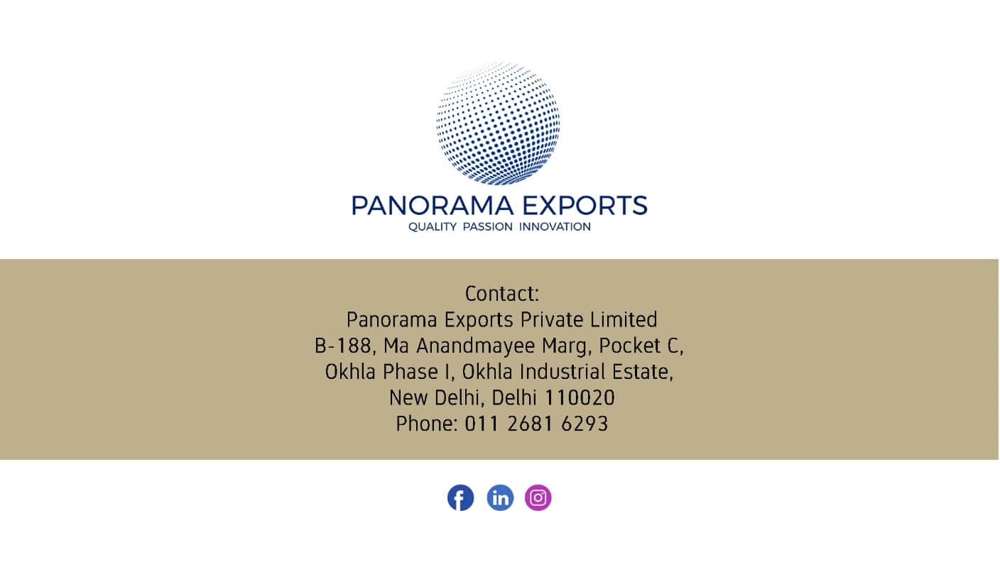 PANORAMA EXPORTS
QUALITY PASSION INNOVATION
Contact:
Panorama Exports Private Limited
B-188, Ma Anandmayee Marg, Pocket C,
Okhla Phase I, Okhla Industrial Estate,
New Delhi, Delhi 110020
Phone: 011 2681 6293
f in